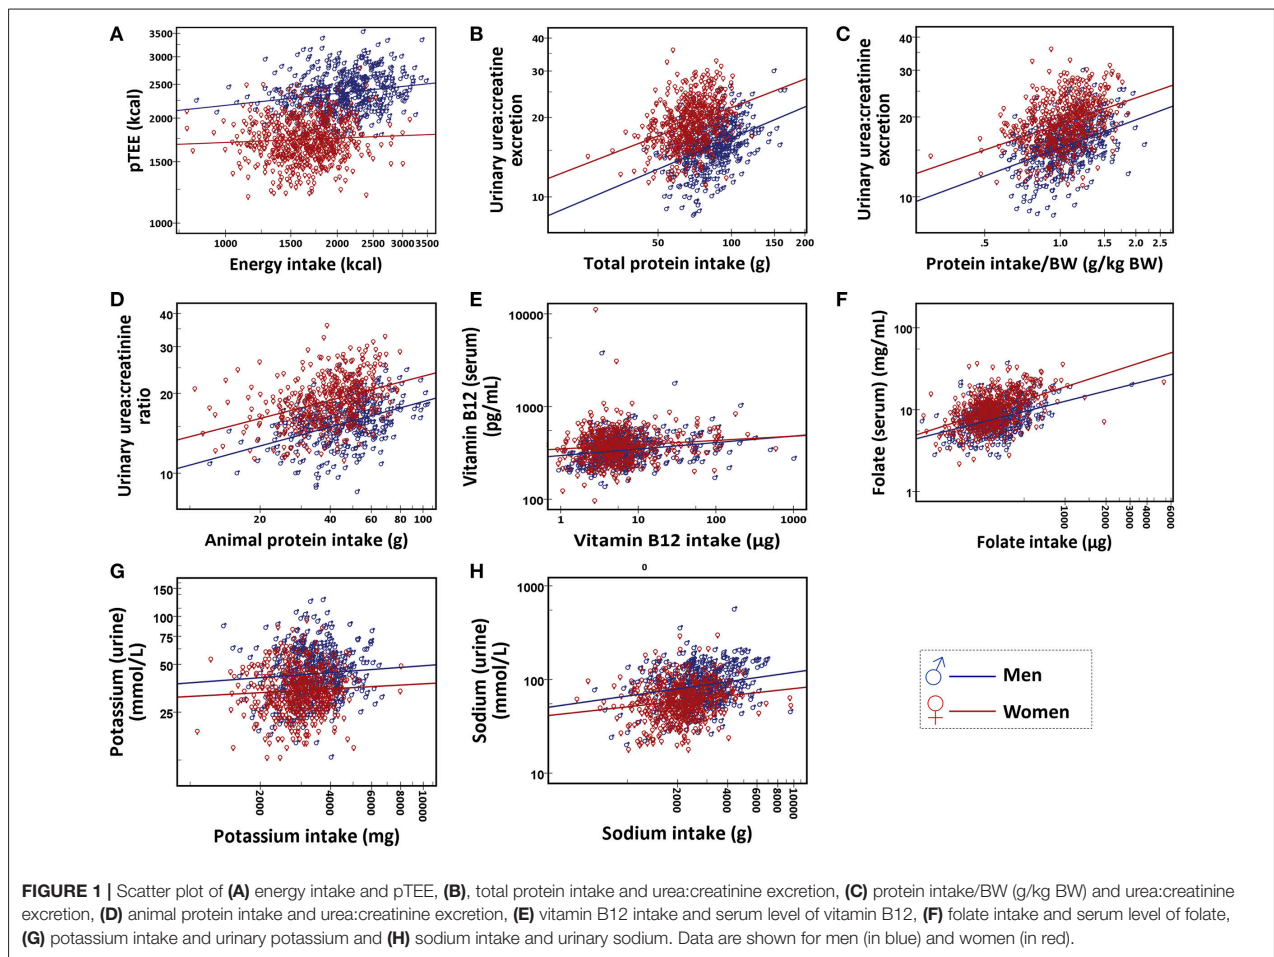 A
3500
3000
2500
2000
1500
1000
pTEE (kcal)
1000 1500 2000 2500 3000 3500
Energy intake (kcal)
B
40
30
20
10
Urinary urea:creatine
excretion
50 100 150 200
Total protein intake (g)
C
40
30
20
10
Urinary urea:creatinine
excretion
.5 1.0 1.5 2.0 2.5
Protein intake/BW (g/kg BW)
D
40
30
20
10
Urinary urea:creatinine
ratio
20 40 60 80 100
Animal protein intake (g)
E
10000
1000
100
Vitamin B12 (serum)
(pg/mL)
1 10 100 1000
Vitamin B12 intake (µg)
F
100
10
1
Folate (serum) (mg/mL)
1000 2000 3000 4000 6000
Folate intake (µg)
G
150
100
75
50
25
Potassium (urine)
(mmol/L)
2000 4000 6000 8000 10000
Potassium intake (mg)
H
0
1000
100
10
Sodium (urine)
(mmol/L)
2000 4000 6000 8000 10000
Sodium intake (g)
Men
Women
FIGURE 1 | Scatter plot of (A) energy intake and pTEE, (B), total protein intake and urea:creatinine excretion, (C) protein intake/BW (g/kg BW) and urea:creatinine
excretion, (D) animal protein intake and urea:creatinine excretion, (E) vitamin B12 intake and serum level of vitamin B12, (F) folate intake and serum level of folate,
(G) potassium intake and urinary potassium and (H) sodium intake and urinary sodium. Data are shown for men (in blue) and women (in red).